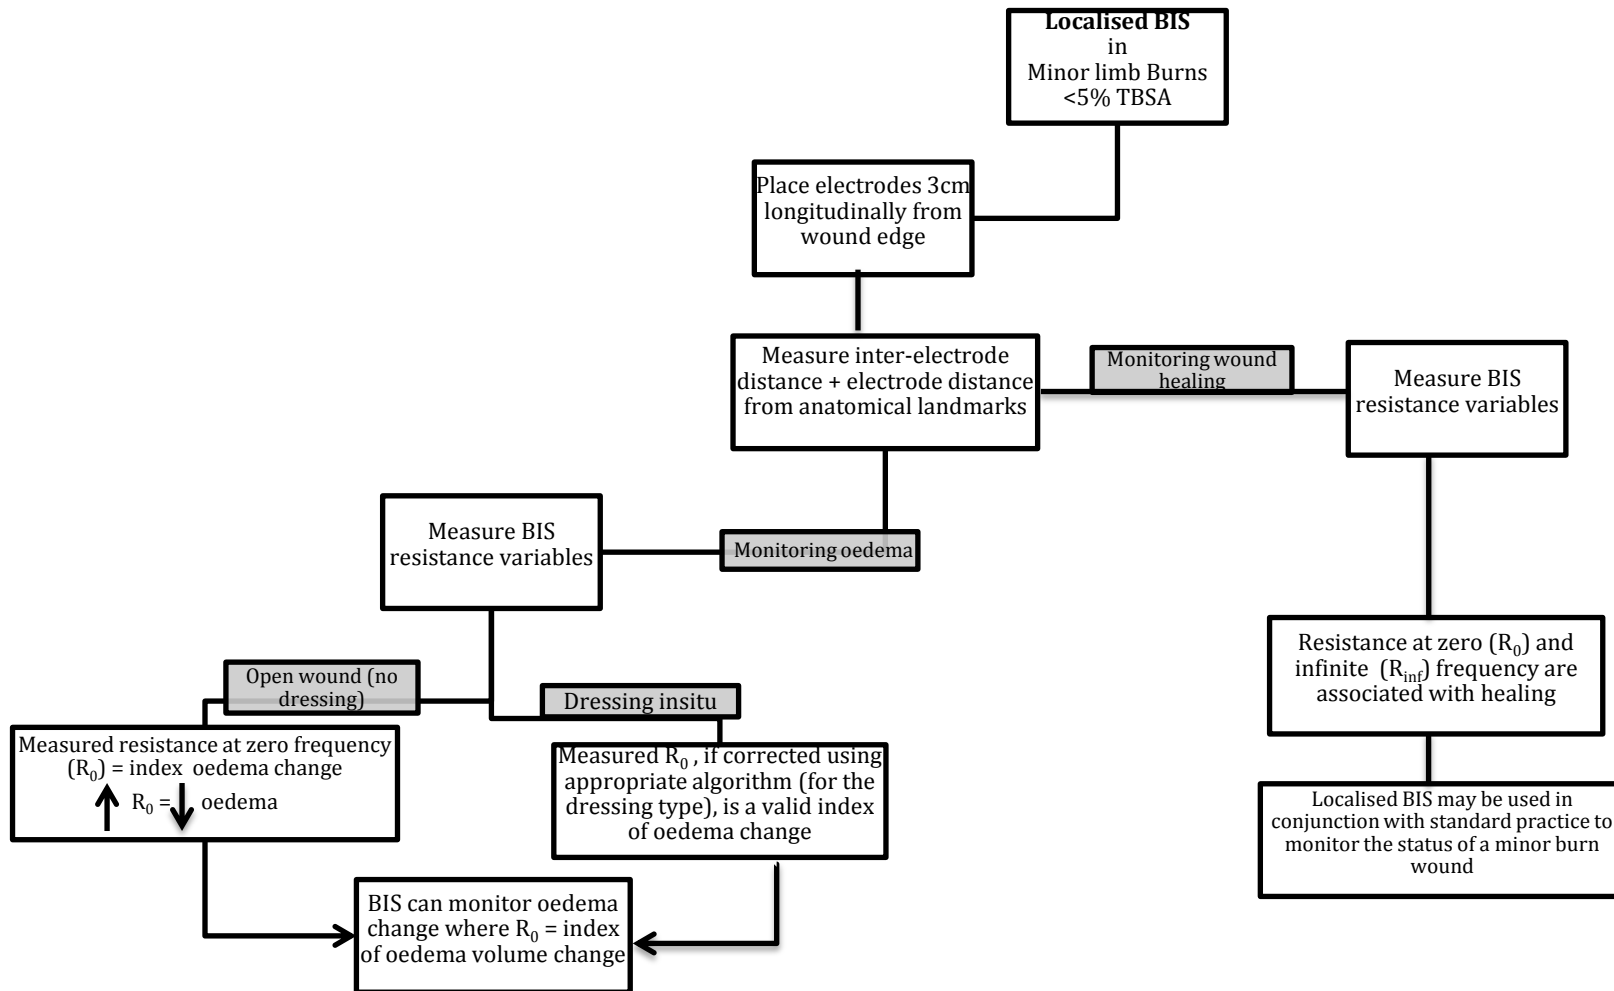 Localised BIS
in
Minor limb Burns
<5% TBSA
Place electrodes 3cm
longitudinally from
wound edge
Measure inter-electrode
distance + electrode distance
from anatomical landmarks
Monitoring wound
healing
Measure BIS
resistance variables
Measure BIS
resistance variables
Monitoring oedema
Open wound (no
dressing)
Dressing insitu
Resistance at zero (R₀) and
infinite (Rinf) frequency are
associated with healing
Measured resistance at zero frequency
(R₀) = index oedema change
↑ R₀ = ↓ oedema
Measured R₀ , if corrected using
appropriate algorithm (for the
dressing type), is a valid index
of oedema change
Localised BIS may be used in
conjunction with standard practice to
monitor the status of a minor burn
wound
BIS can monitor oedema
change where R₀ = index
of oedema volume change